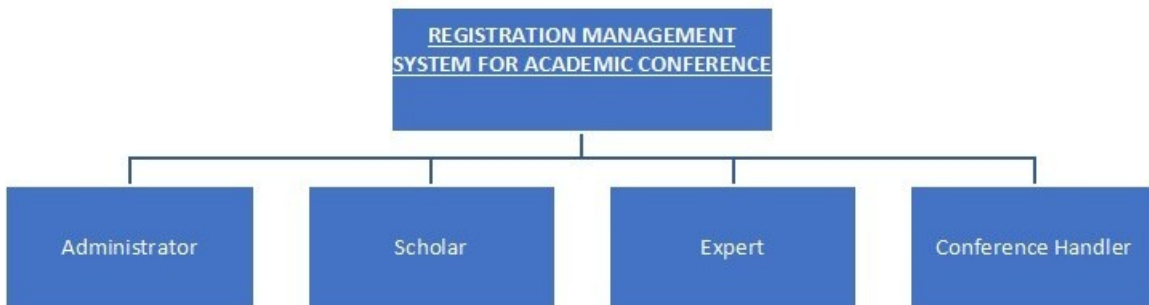 REGISTRATION MANAGEMENT
SYSTEM FOR ACADEMIC CONFERENCE
Administrator
Scholar
Expert
Conference Handler